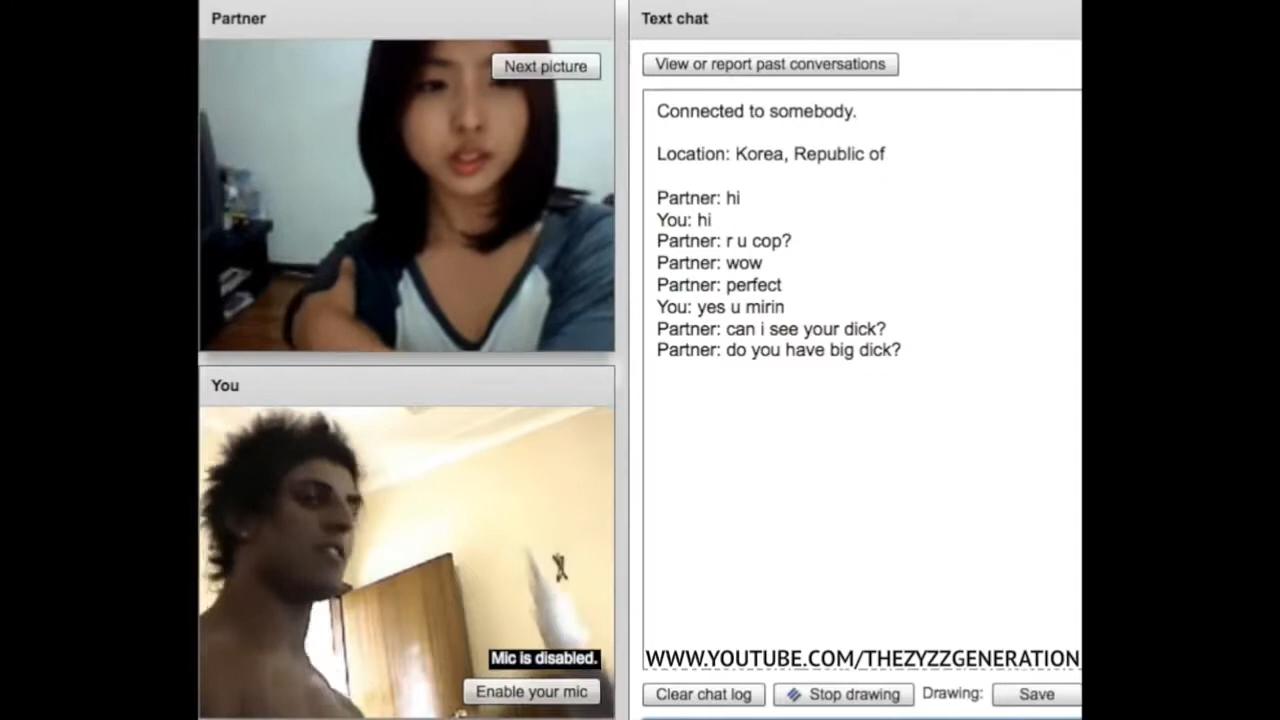 Partner
Next picture
You
Mic is disabled.
Enable your mic
Text chat
View or report past conversations
Connected to somebody.
Location: Korea, Republic of
Partner: hi
You: hi
Partner: r u cop?
Partner: wow
Partner: perfect
You: yes u mirin
Partner: can i see your dick?
Partner: do you have big dick?
WWW.YOUTUBE.COM/THEZYZZGENERATION
Clear chat log
Stop drawing
Drawing:
Save